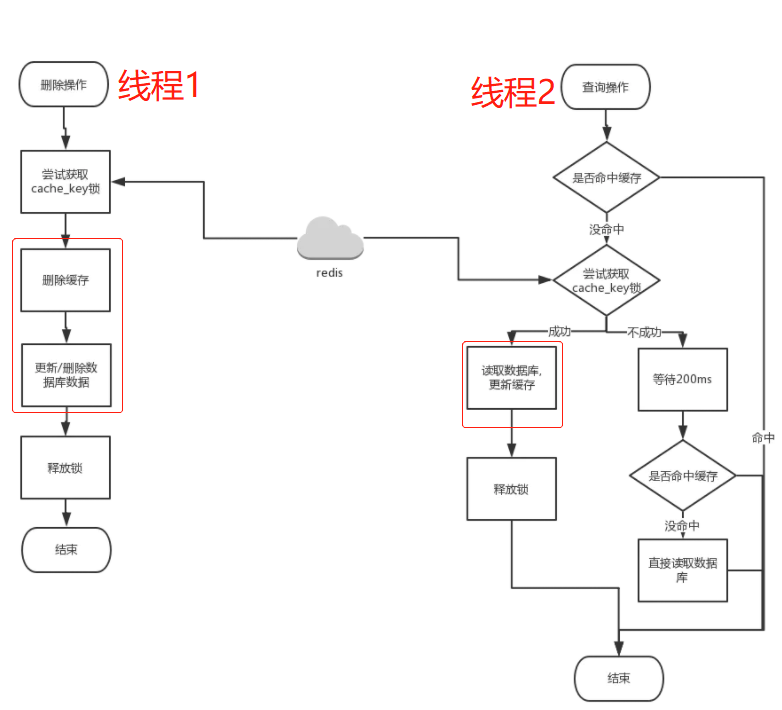 线程1
删除操作
尝试获取
cache_key锁
删除缓存
更新/删除数
据库数据
释放锁
结束
redis
线程2
查询操作
是否命中缓存
没命中
尝试获取
cache_key锁
成功
不成功
读取数据库,
更新缓存
等待200ms
命中
释放锁
是否命中缓存
没命中
直接读取数据
库
结束